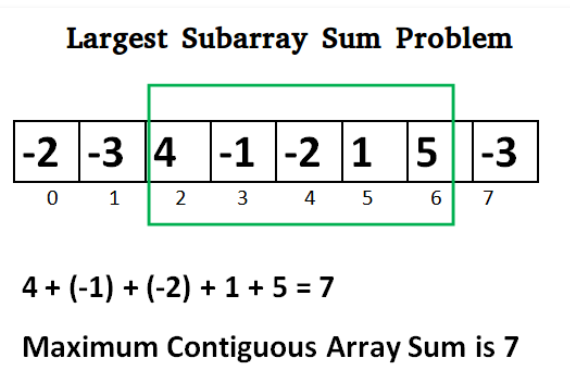 Largest Subarray Sum Problem
-2 -3 4 -1 -2 1 5 -3
0 1 2 3 4 5 6 7
4 + (-1) + (-2) + 1 + 5 = 7
Maximum Contiguous Array Sum is 7